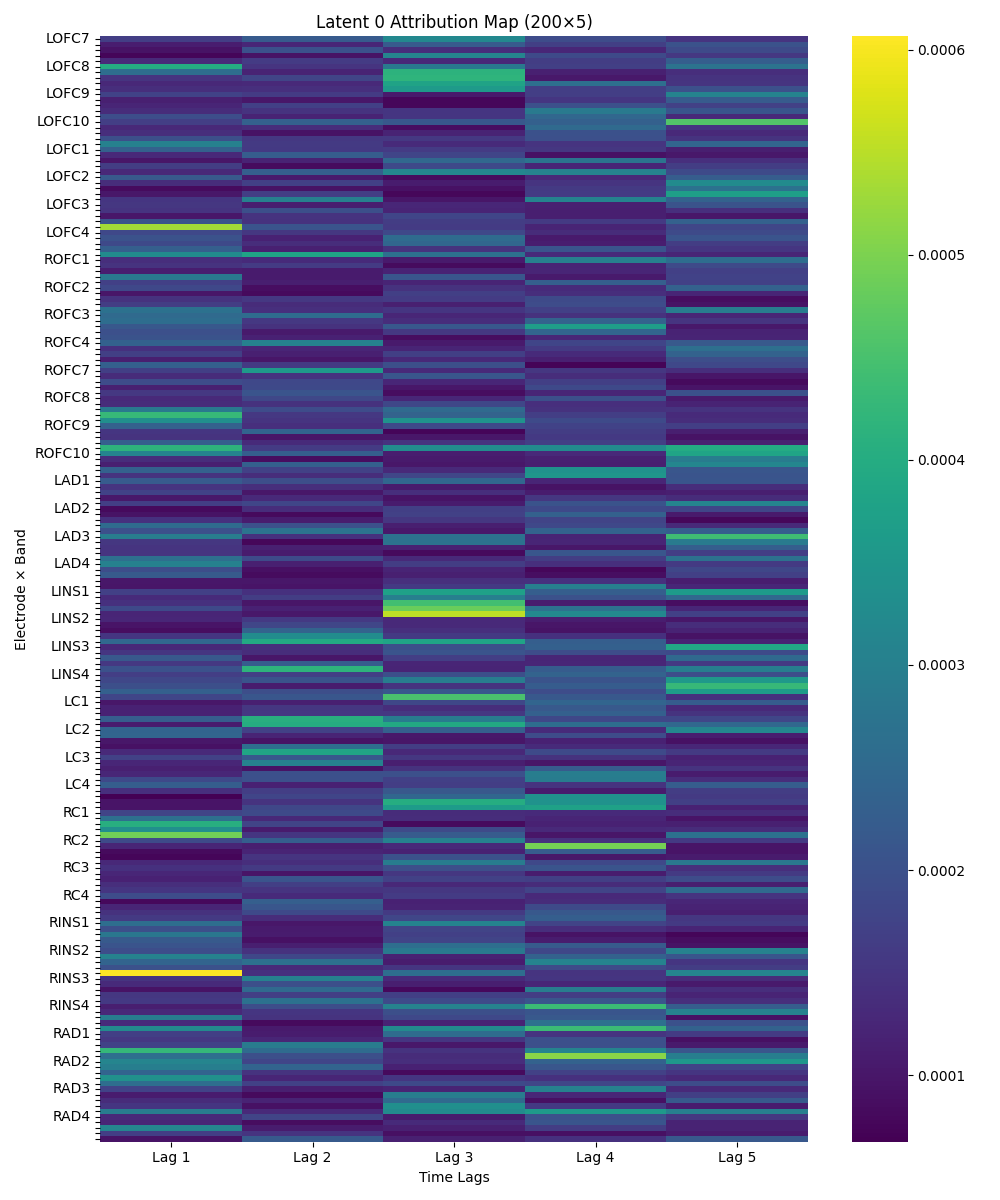 Latent 0 Attribution Map (200×5)
LOFC7
LOFC8
LOFC9
LOFC10
LOFC1
LOFC2
LOFC3
LOFC4
ROFC1
ROFC2
ROFC3
ROFC4
ROFC7
ROFC8
ROFC9
ROFC10
LAD1
LAD2
LAD3
LAD4
LINS1
LINS2
LINS3
LINS4
LC1
LC2
LC3
LC4
RC1
RC2
RC3
RC4
RINS1
RINS2
RINS3
RINS4
RAD1
RAD2
RAD3
RAD4
Electrode × Band
Lag 1 Lag 2 Lag 3 Lag 4 Lag 5
Time Lags
0.0006
0.0005
0.0004
0.0003
0.0002
0.0001